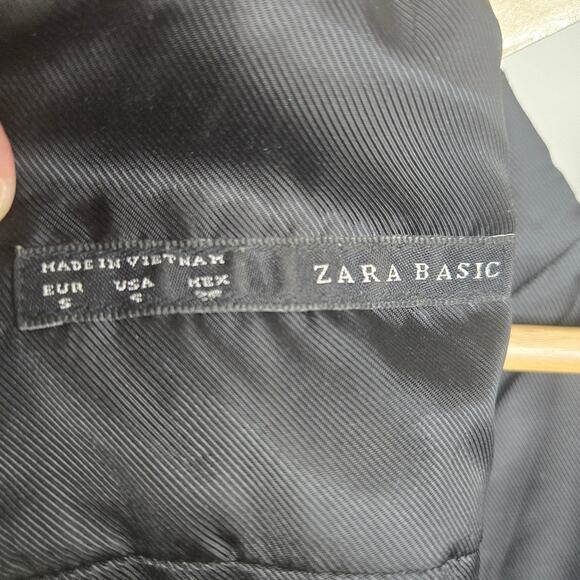 MADE IN VIETNAM
EUR USA MEX
S S
ZARA BASIC